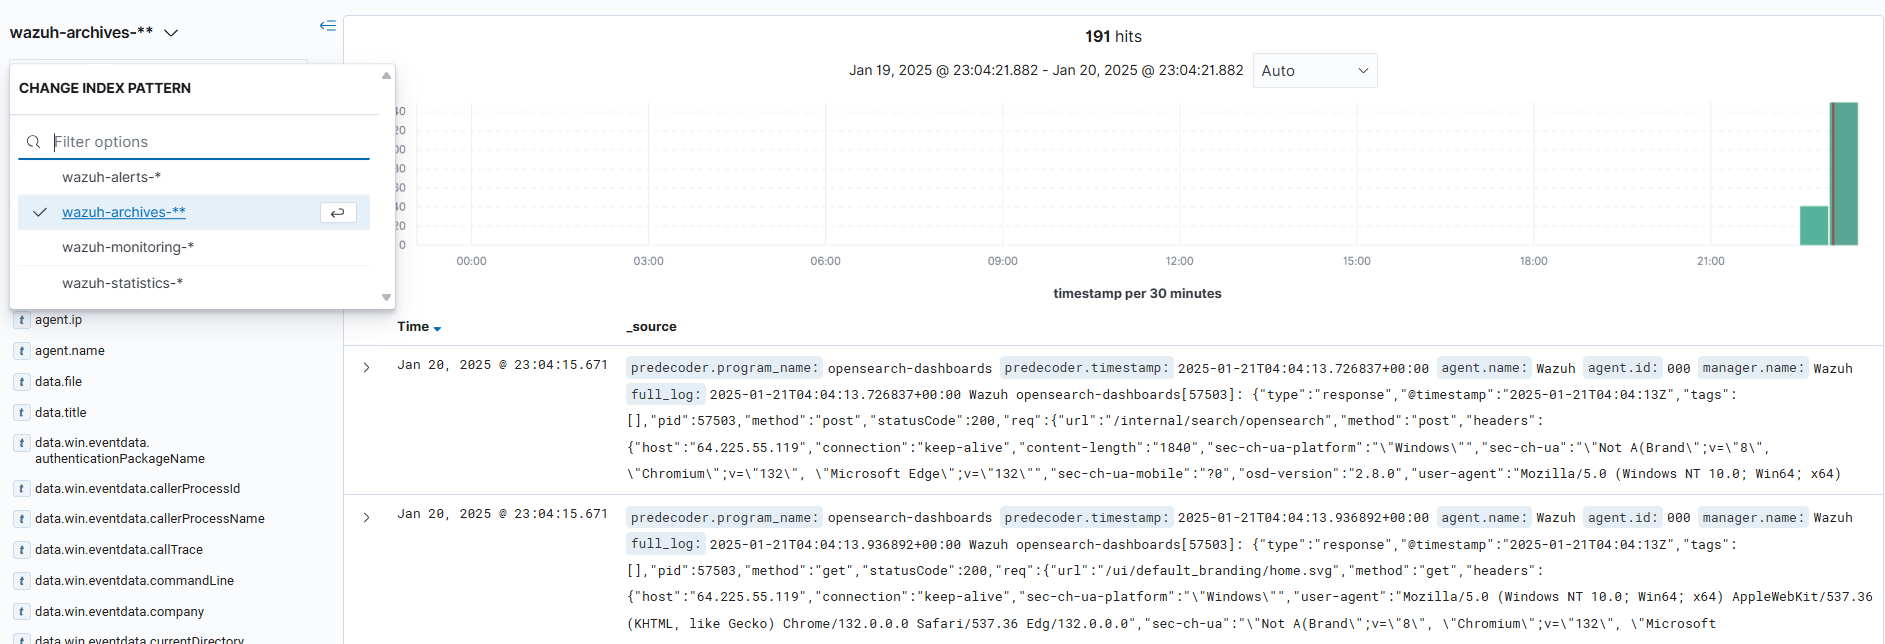 wazuh-archives-**
CHANGE INDEX PATTERN
Filter options
wazuh-alerts-*
wazuh-archives-**
wazuh-monitoring-*
wazuh-statistics-*
agent.ip
agent.name
data.file
data.title
data.win.eventdata.
authenticationPackageName
data.win.eventdata.callerProcessId
data.win.eventdata.callerProcessName
data.win.eventdata.callTrace
data.win.eventdata.commandLine
data.win.eventdata.company
data.win.eventdata.currentDirectory
191 hits
Jan 19, 2025 @ 23:04:21.882 - Jan 20, 2025 @ 23:04:21.882 Auto
40
20
00
80
60
40
20
0
00:00 03:00 06:00 09:00 12:00 15:00 18:00 21:00
timestamp per 30 minutes
Time _source
Jan 20, 2025 @ 23:04:15.671 predecoder.program_name: opensearch-dashboards predecoder.timestamp: 2025-01-21T04:04:13.726837+00:00 agent.name: Wazuh agent.id: 000 manager.name: Wazuh
full_log: 2025-01-21T04:04:13.726837+00:00 Wazuh opensearch-dashboards[57503]: {"type":"response","@timestamp":"2025-01-21T04:04:13Z","tags":
[],"pid":57503,"method":"post","statusCode":200,"req":{"url":"/internal/search/opensearch","method":"post","headers":
{"host":"64.225.55.119","connection":"keep-alive","content-length":"1840","sec-ch-ua-platform":"\"Windows\"","sec-ch-ua":"\"Not A(Brand\";v=\"8\",
\"Chromium\";v=\"132\", \"Microsoft Edge\";v=\"132\"","sec-ch-ua-mobile":"?0","osd-version":"2.8.0","user-agent":"Mozilla/5.0 (Windows NT 10.0; Win64; x64)
Jan 20, 2025 @ 23:04:15.671 predecoder.program_name: opensearch-dashboards predecoder.timestamp: 2025-01-21T04:04:13.936892+00:00 agent.name: Wazuh agent.id: 000 manager.name: Wazuh
full_log: 2025-01-21T04:04:13.936892+00:00 Wazuh opensearch-dashboards[57503]: {"type":"response","@timestamp":"2025-01-21T04:04:13Z","tags":
[],"pid":57503,"method":"get","statusCode":200,"req":{"url":"/ui/default_branding/home.svg","method":"get","headers":
{"host":"64.225.55.119","connection":"keep-alive","sec-ch-ua-platform":"\"Windows\"","user-agent":"Mozilla/5.0 (Windows NT 10.0; Win64; x64) AppleWebKit/537.36
(KHTML, like Gecko) Chrome/132.0.0.0 Safari/537.36 Edg/132.0.0.0","sec-ch-ua":"\"Not A(Brand\";v=\"8\", \"Chromium\";v=\"132\", \"Microsoft